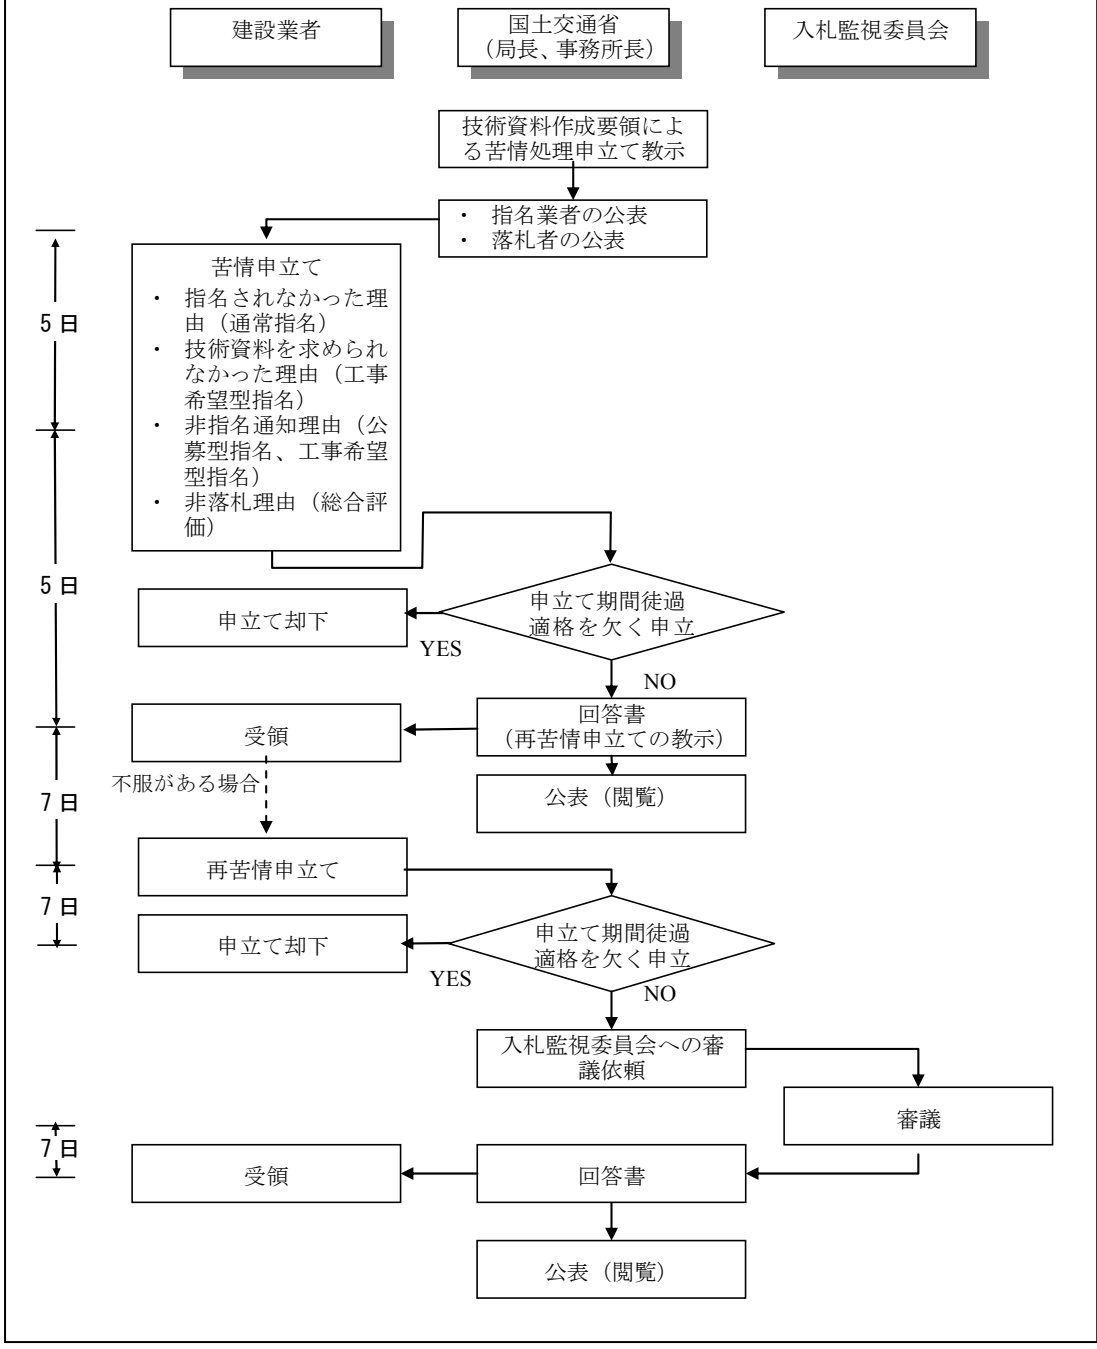 建設業者
国土交通省
（局長、事務所長）
入札監視委員会
技術資料作成要領によ
る苦情処理申立て教示
・ 指名業者の公表
・ 落札者の公表
苦情申立て
・ 指名されなかった理
由（通常指名）
・ 技術資料を求められ
なかった理由（工事
希望型指名）
・ 非指名通知理由（公
募型指名、工事希望
型指名）
・ 非落札理由（総合評
価）
5日
5日
申立て期間徒過
適格を欠く申立
申立て却下
YES
NO
回答書
（再苦情申立ての教示）
受領
不服がある場合
公表（閲覧）
7日
再苦情申立て
7日
申立て期間徒過
適格を欠く申立
申立て却下
YES
NO
入札監視委員会への審
議依頼
審議
7日
受領
回答書
公表（閲覧）